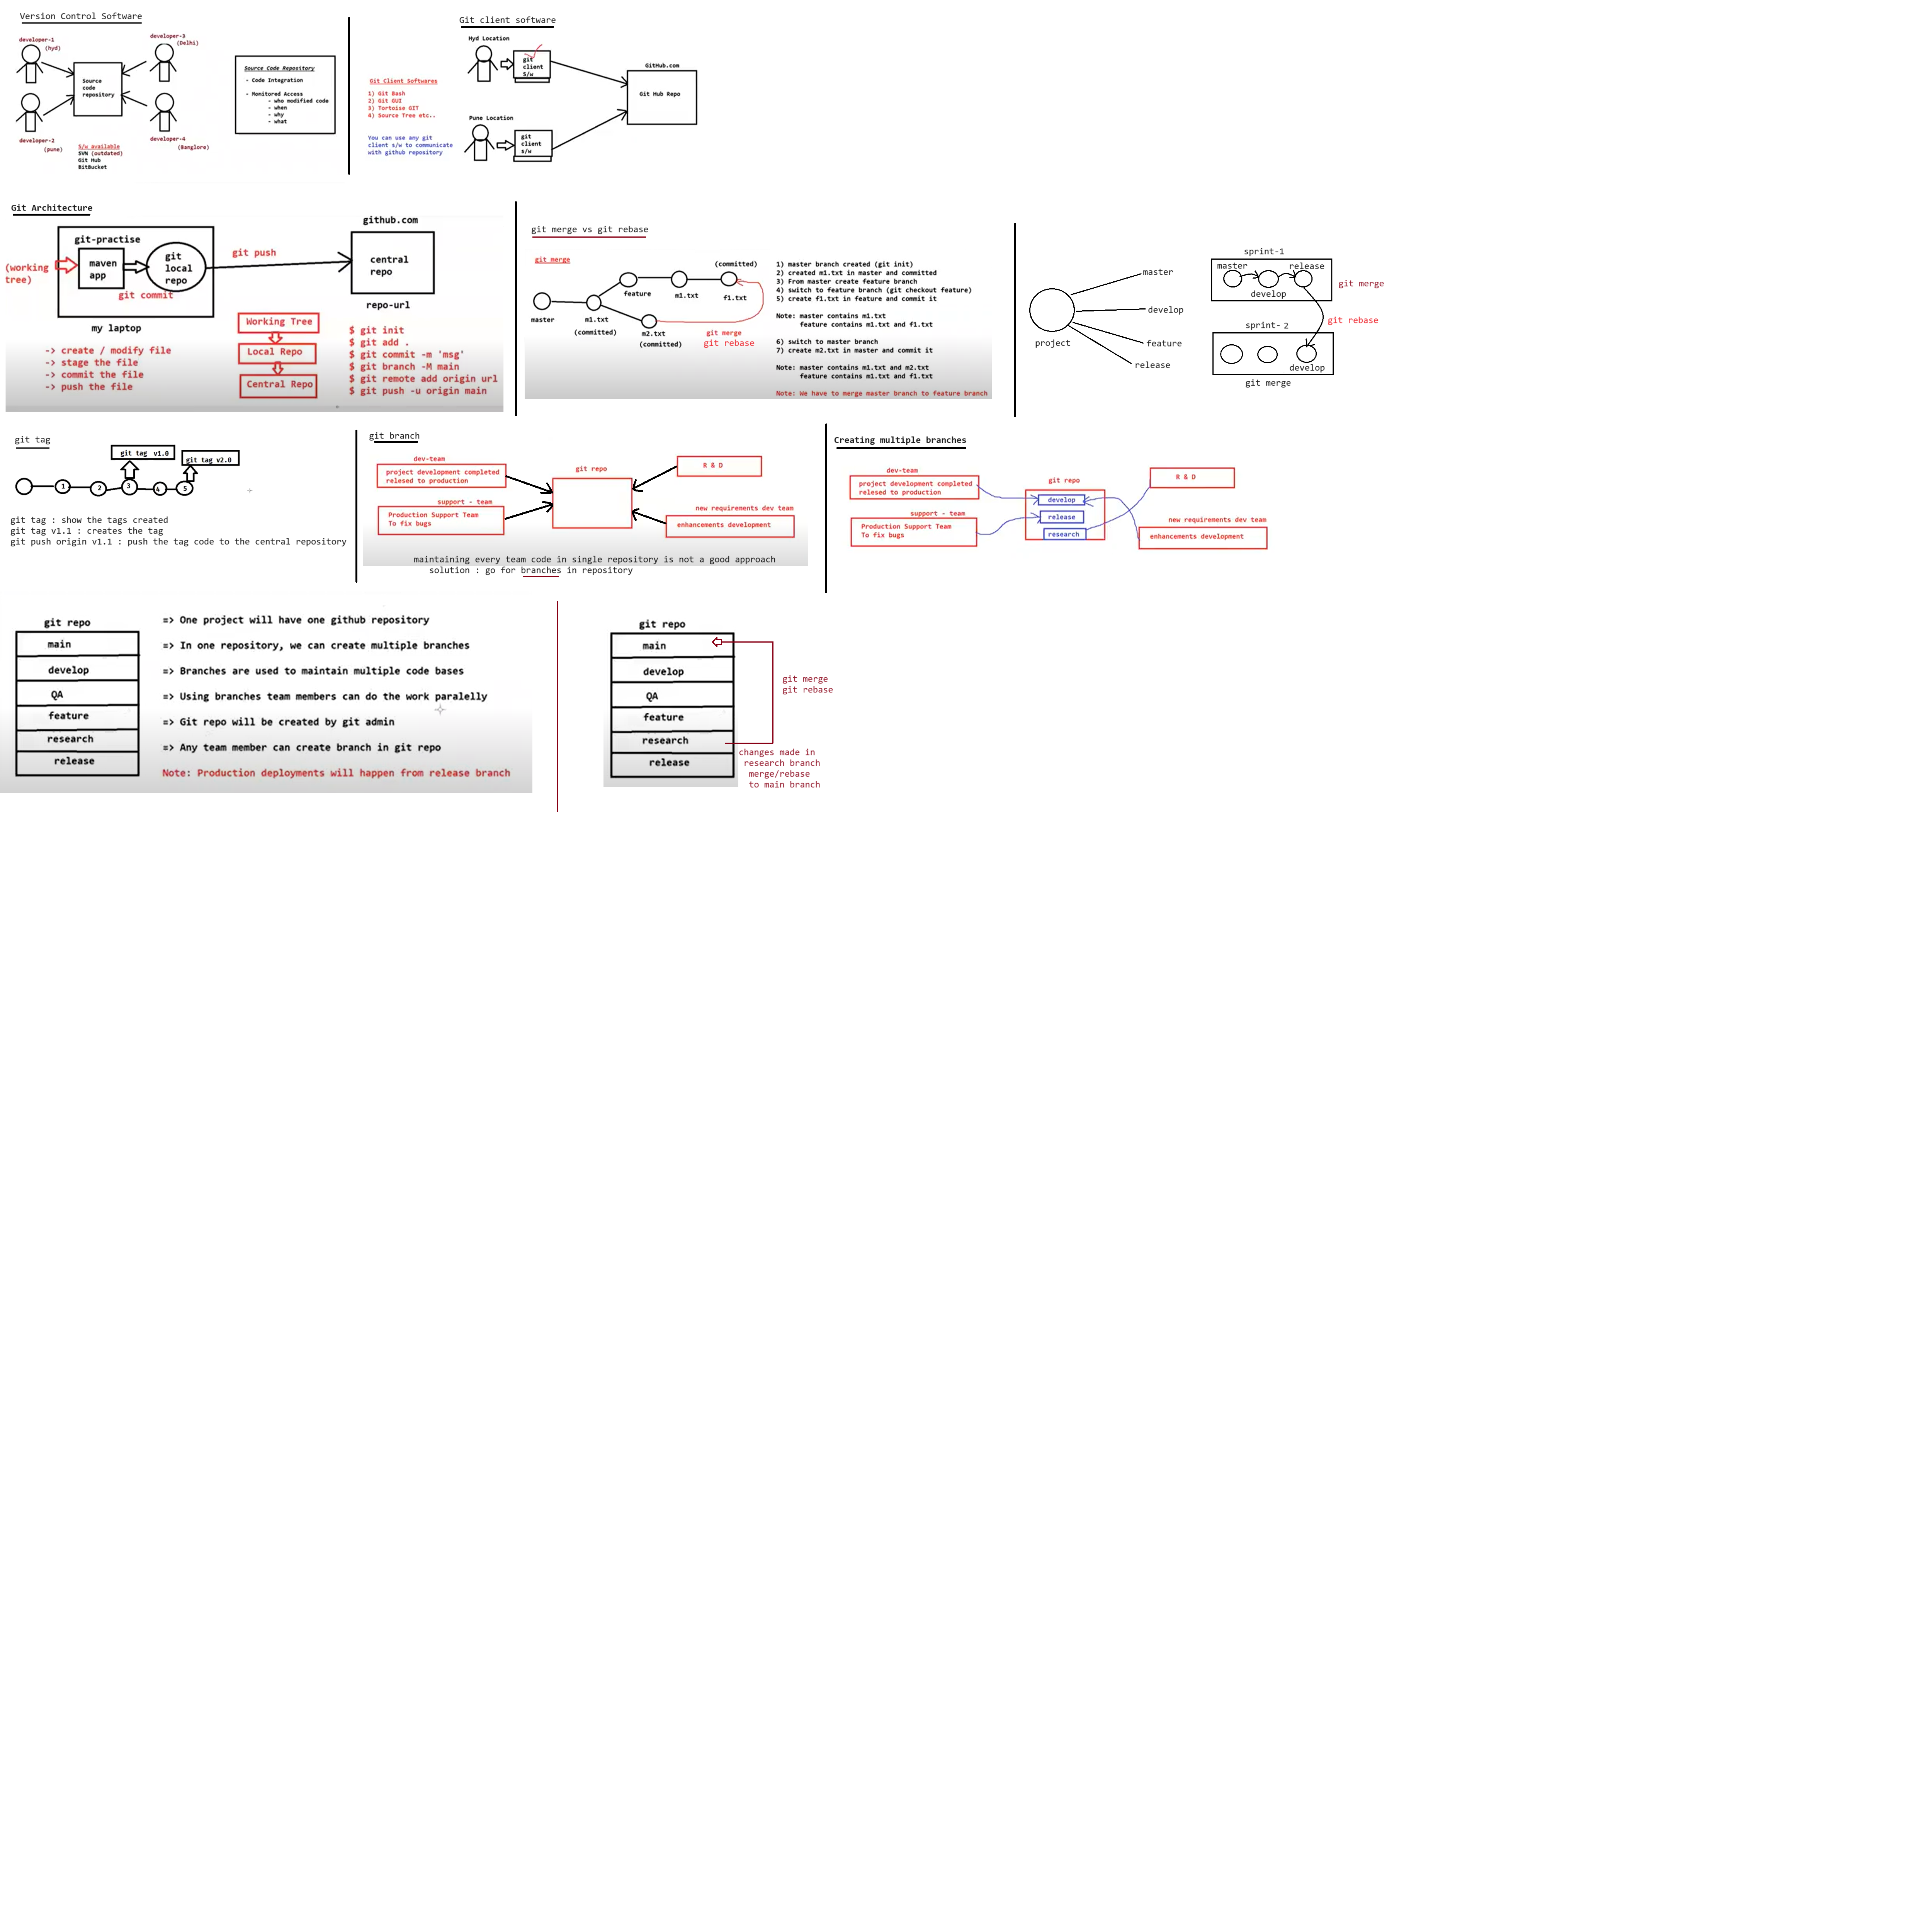 Version Control Software
developer-1
(hyd)
developer-3
(Delhi)
Source
code
repository
developer-2
(pune)
developer-4
(Banglore)
S/w available
SVN (outdated)
Git Hub
BitBucket
Source Code Repository
- Code Integration
- Monitored Access
- who modified code
- when
- why
- what
Git client software
Hyd Location
git
client
S/w
Git Client Softwares
1) Git Bash
2) Git GUI
3) Tortoise GIT
4) Source Tree etc..
You can use any git
client s/w to communicate
with github repository
Pune Location
git
client
s/w
GitHub.com
Git Hub Repo
Git Architecture
git-practise
(working
tree)
maven
app
git
local
repo
git commit
my laptop
git push
github.com
central
repo
repo-url
-> create / modify file
-> stage the file
-> commit the file
-> push the file
Working Tree
Local Repo
Central Repo
$ git init
$ git add .
$ git commit -m 'msg'
$ git branch -M main
$ git remote add origin url
$ git push -u origin main
git merge vs git rebase
git merge
(committed)
feature
m1.txt
f1.txt
master
m1.txt
(committed)
m2.txt
(committed)
git merge
git rebase
1) master branch created (git init)
2) created m1.txt in master and committed
3) From master create feature branch
4) switch to feature branch (git checkout feature)
5) create f1.txt in feature and commit it
Note: master contains m1.txt
feature contains m1.txt and f1.txt
6) switch to master branch
7) create m2.txt in master and commit it
Note: master contains m1.txt and m2.txt
feature contains m1.txt and f1.txt
Note: We have to merge master branch to feature branch
project
master
develop
feature
release
sprint-1
master
release
develop
git merge
git rebase
sprint- 2
develop
git merge
git tag
git tag v1.0
git tag v2.0
1
2
3
4
5
git tag : show the tags created
git tag v1.1 : creates the tag
git push origin v1.1 : push the tag code to the central repository
git branch
dev-team
project development completed
relesed to production
support - team
Production Support Team
To fix bugs
git repo
R & D
new requirements dev team
enhancements development
maintaining every team code in single repository is not a good approach
solution : go for branches in repository
Creating multiple branches
dev-team
project development completed
relesed to production
support - team
Production Support Team
To fix bugs
git repo
develop
release
research
R & D
new requirements dev team
enhancements development
git repo
main
develop
QA
feature
research
release
=> One project will have one github repository
=> In one repository, we can create multiple branches
=> Branches are used to maintain multiple code bases
=> Using branches team members can do the work paralelly
=> Git repo will be created by git admin
=> Any team member can create branch in git repo
Note: Production deployments will happen from release branch
git repo
main
develop
QA
feature
research
release
git merge
git rebase
changes made in
research branch
merge/rebase
to main branch